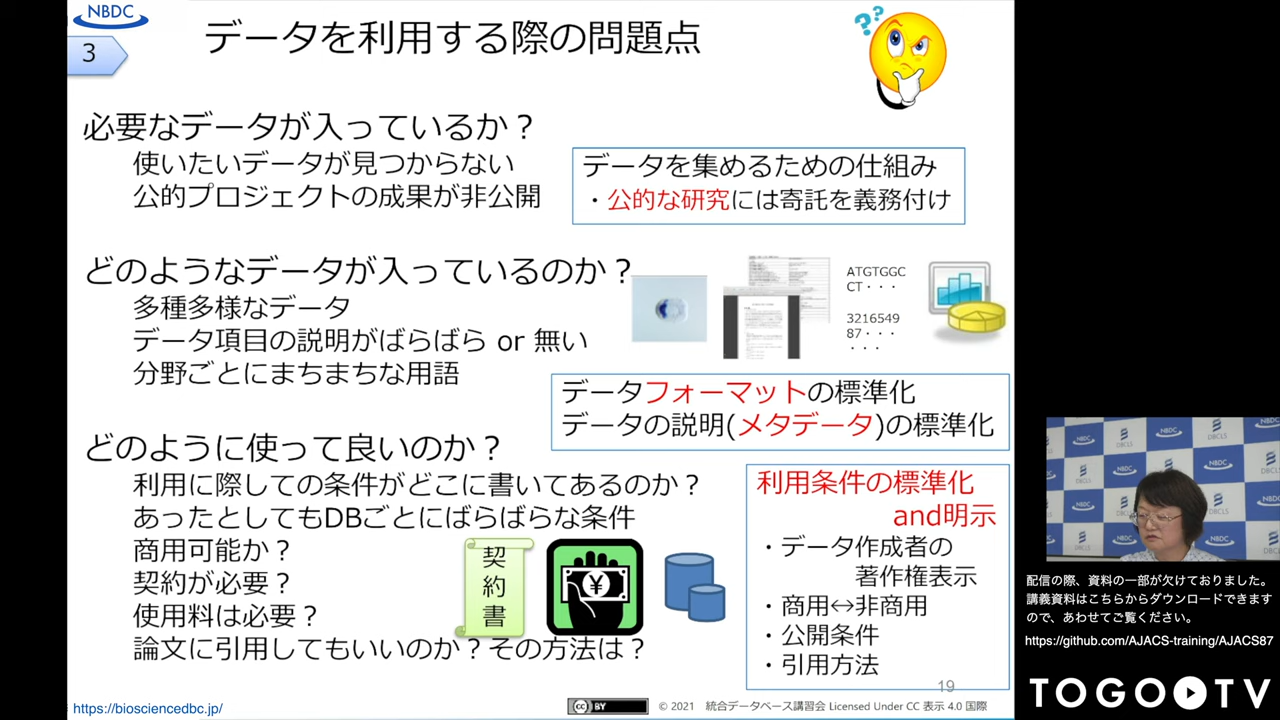 NBDC
3
データを利用する際の問題点
??
必要なデータが入っているか？
使いたいデータが見つからない
公的プロジェクトの成果が非公開
データを集めるための仕組み
・公的な研究には寄託を義務付け
どのようなデータが入っているのか？
多種多様なデータ
データ項目の説明がばらばら or 無い
分野ごとにまちまちな用語
ATGTGGC
CT・・・
3216549
87・・・
・・・
データフォーマットの標準化
データの説明(メタデータ)の標準化
どのように使って良いのか？
利用に際しての条件がどこに書いてあるのか？
あったとしてもDBごとにばらばらな条件
商用可能か？
契約が必要？
使用料は必要？
論文に引用してもいいのか？その方法は？
契
約
書
¥
利用条件の標準化
and明示
・データ作成者の
著作権表示
・商用↔非商用
・公開条件
・引用方法
19
https://biosciencedbc.jp/
cc BY
© 2021 統合データベース講習会 Licensed Under CC 表示 4.0 国際
NBDC
DBCLS
配信の際、資料の一部が欠けておりました。
講義資料はこちらからダウンロードできます
ので、あわせてご覧ください。
https://github.com/AJACS-training/AJACS87
TOGO TV